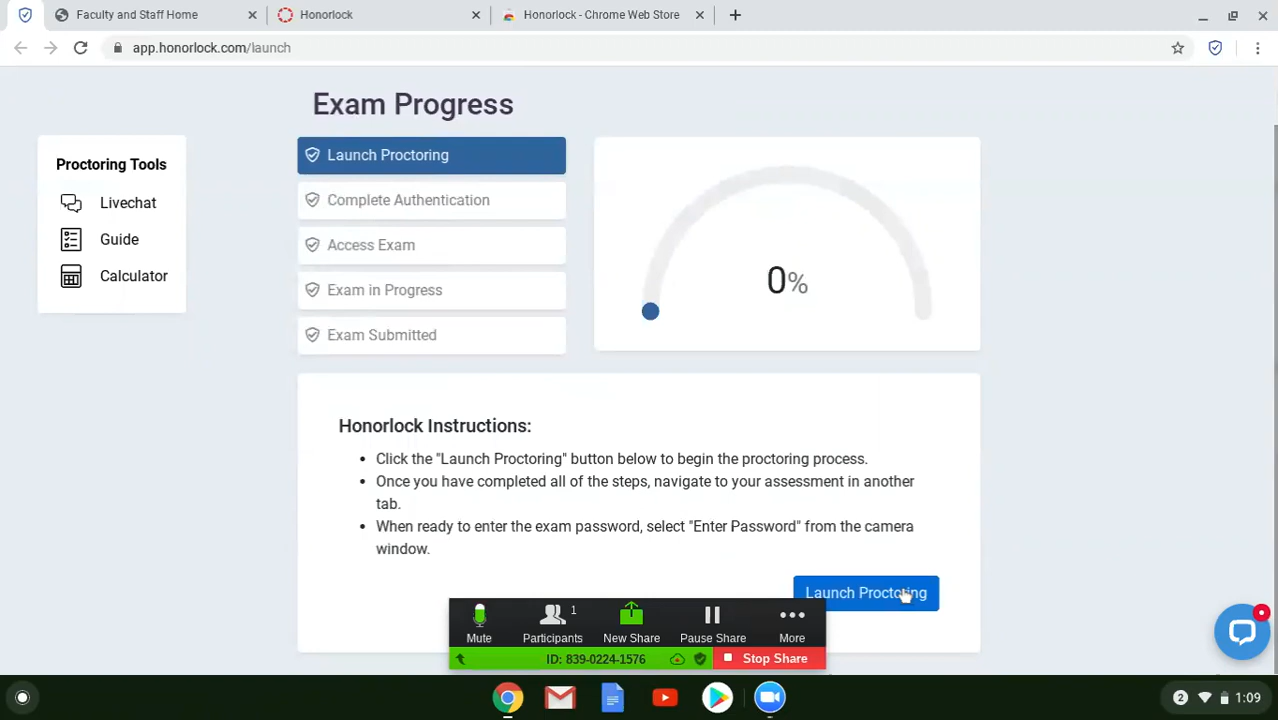 Faculty and Staff Home
Honorlock
Honorlock - Chrome Web Store
app.honorlock.com/launch
Exam Progress
Proctoring Tools
Livechat
Guide
Calculator
Launch Proctoring
Complete Authentication
Access Exam
Exam in Progress
Exam Submitted
0%
Honorlock Instructions:
Click the "Launch Proctoring" button below to begin the proctoring process.
Once you have completed all of the steps, navigate to your assessment in another
tab.
When ready to enter the exam password, select "Enter Password" from the camera
window.
Launch Proctoring
1
Mute
Participants
New Share
Pause Share
More
ID: 839-0224-1576
Stop Share
2
1:09